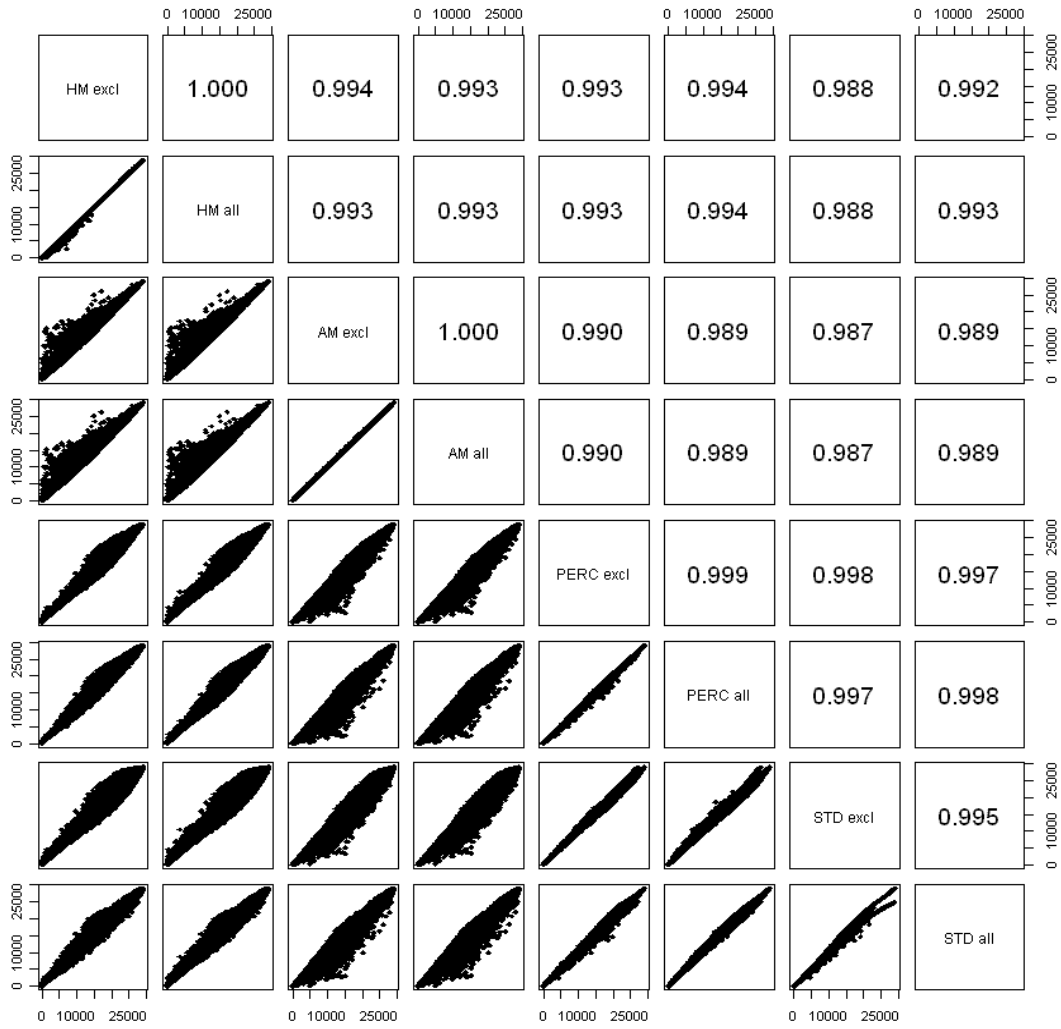 0 10000 25000 0 10000 25000 0 10000 25000 0 10000 25000
HM excl 1.000 0.994 0.993 0.993 0.994 0.988 0.992 0 10000 25000
0 10000 25000 HM all 0.993 0.993 0.993 0.994 0.988 0.993
AM excl 1.000 0.990 0.989 0.987 0.989 0 10000 25000
0 10000 25000 AM all 0.990 0.989 0.987 0.989
PERC excl 0.999 0.998 0.997 0 10000 25000
0 10000 25000 PERC all 0.997 0.998
STD excl 0.995 0 10000 25000
0 10000 25000 STD all
0 10000 25000 0 10000 25000 0 10000 25000 0 10000 25000